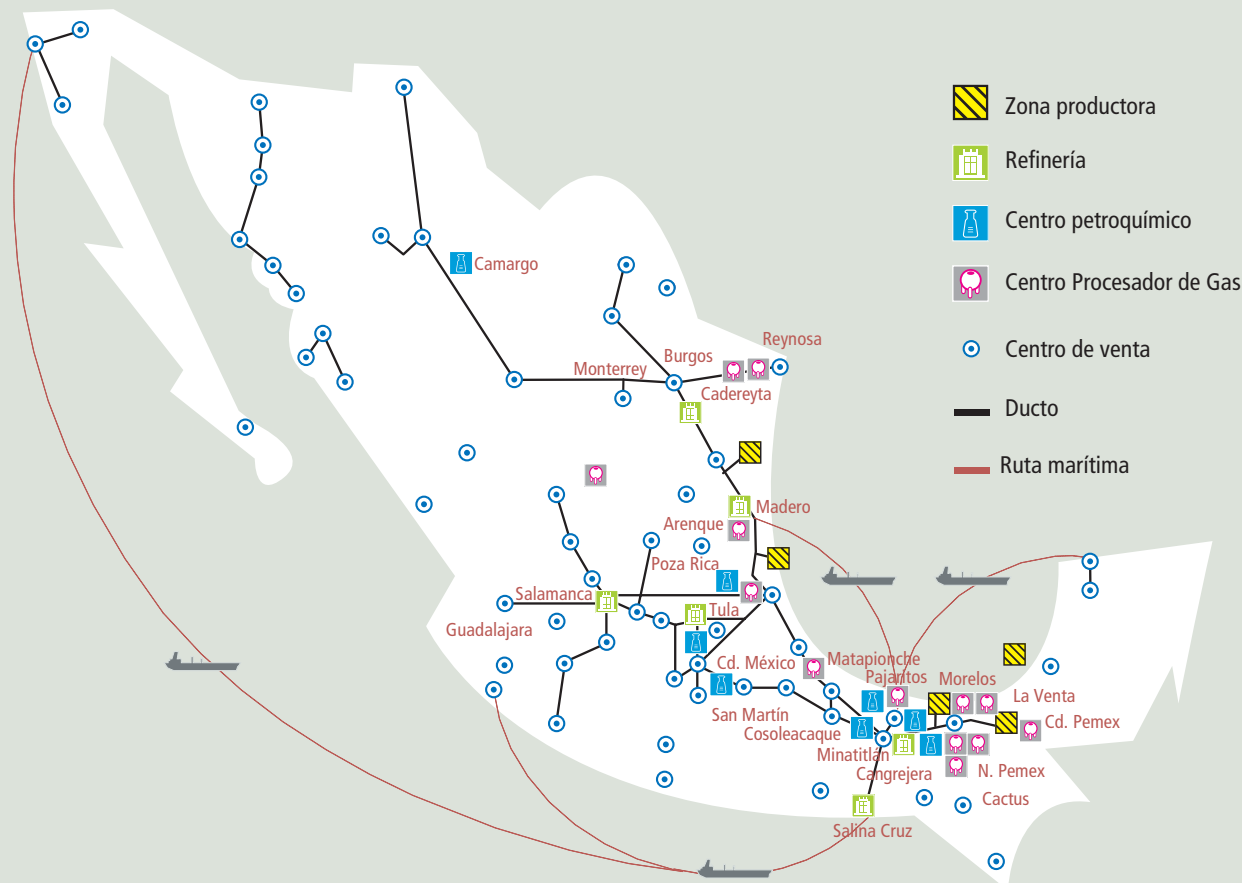 Zona productora
Refinería
Centro petroquímico
Centro Procesador de Gas
Centro de venta
Ducto
Ruta marítima
Camargo
Reynosa
Burgos
Monterrey
Cadereyta
Madero
Arenque
Poza Rica
Salamanca
Tula
Guadalajara
Cd. México
Matapionche
Pajaritos
Morelos
La Venta
San Martín
Cd. Pemex
Cosoleacaque
Minatitlán
Cangrejera
N. Pemex
Cactus
Salina Cruz